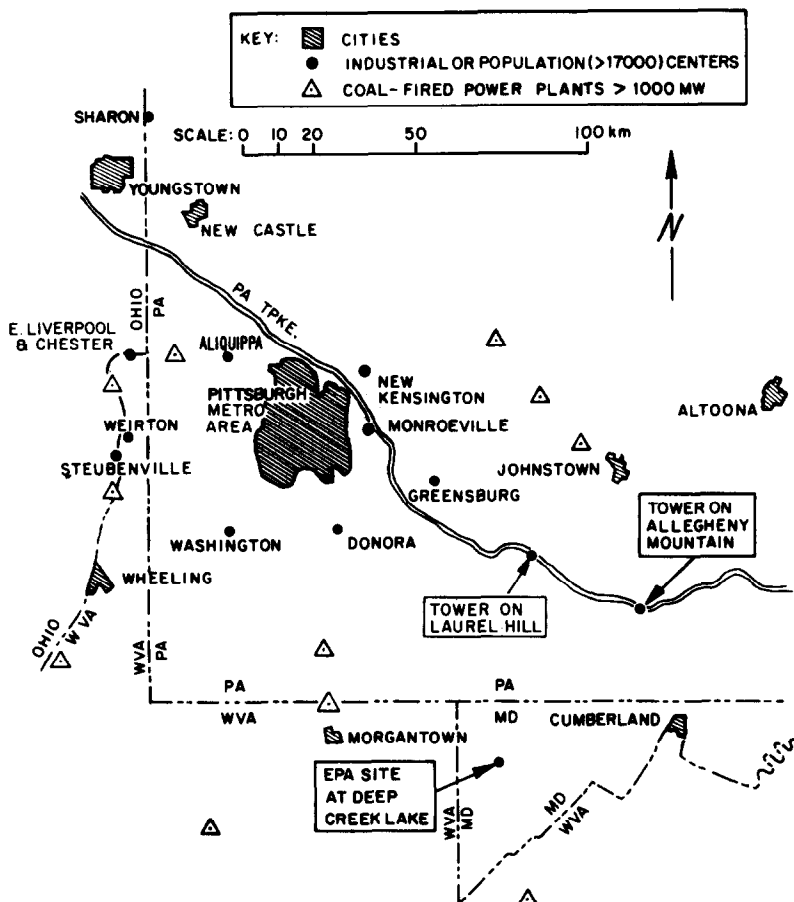 KEY: CITIES
INDUSTRIAL OR POPULATION (>17000) CENTERS
COAL-FIRED POWER PLANTS > 1000 MW
SHARON
SCALE: 0 10 20 50 100 km
YOUNGSTOWN
NEW CASTLE
N
PA TPKE.
OHIO
PA
E. LIVERPOOL
& CHESTER
ALIQUIPPA
PITTSBURGH
METRO
AREA
NEW
KENSINGTON
MONROEVILLE
ALTOONA
WEIRTON
STEUBENVILLE
JOHNSTOWN
GREENSBURG
WASHINGTON
DONORA
TOWER ON
ALLEGHENY
MOUNTAIN
WHEELING
TOWER ON
LAUREL HILL
OHIO
W VA
WVA
PA
PA
WVA
PA
MD
CUMBERLAND
MORGANTOWN
EPA SITE
AT DEEP
CREEK LAKE
WVA
MD
MD
WVA